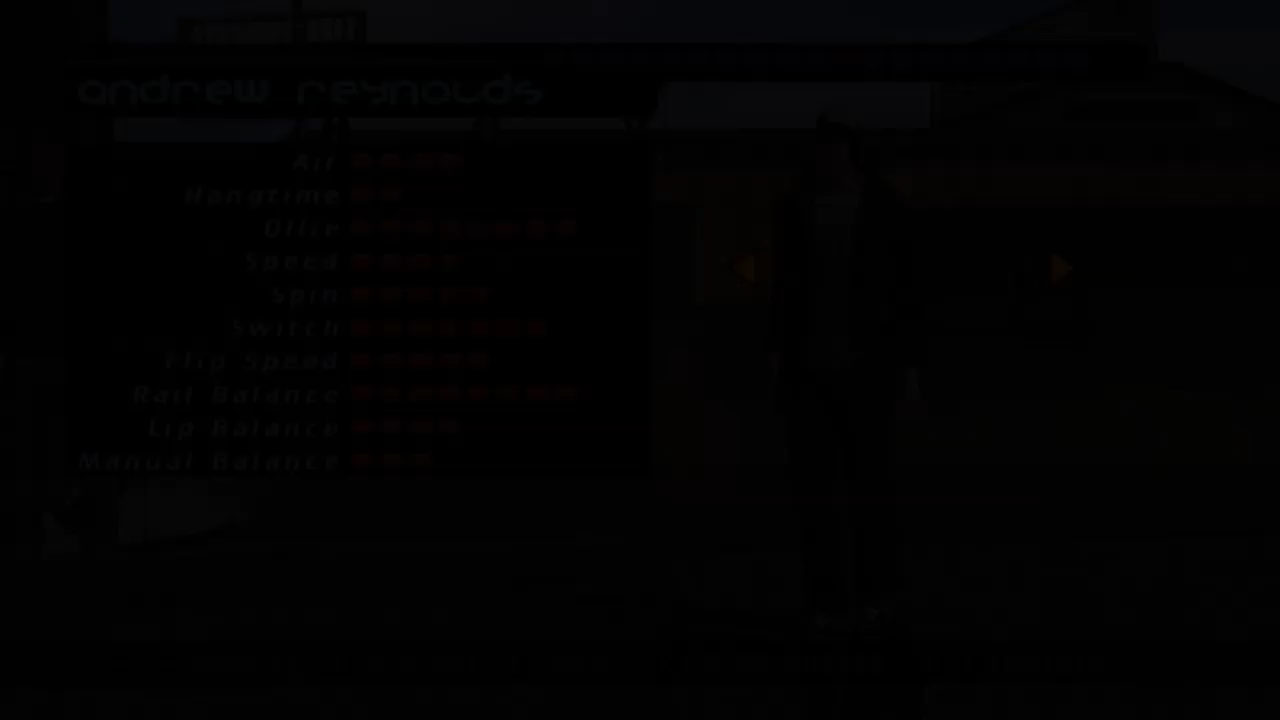 andrew reynolds
Air
Hangtime
Ollie
Speed
Spin
Switch
Flip Speed
Rail Balance
Lip Balance
Manual Balance